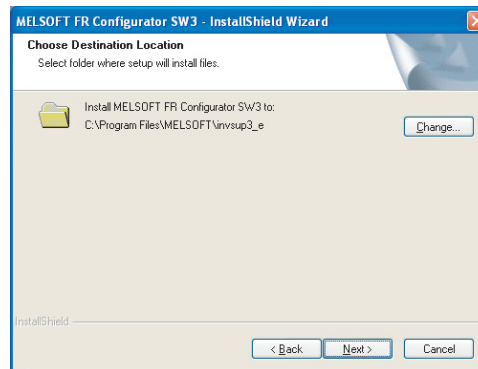 MELSOFT FR Configurator SW3 - InstallShield Wizard
Choose Destination Location
Select folder where setup will install files.
Install MELSOFT FR Configurator SW3 to:
C:\Program Files\MELSOFT\invsup3_e
Change...
InstallShield
< Back
Next >
Cancel